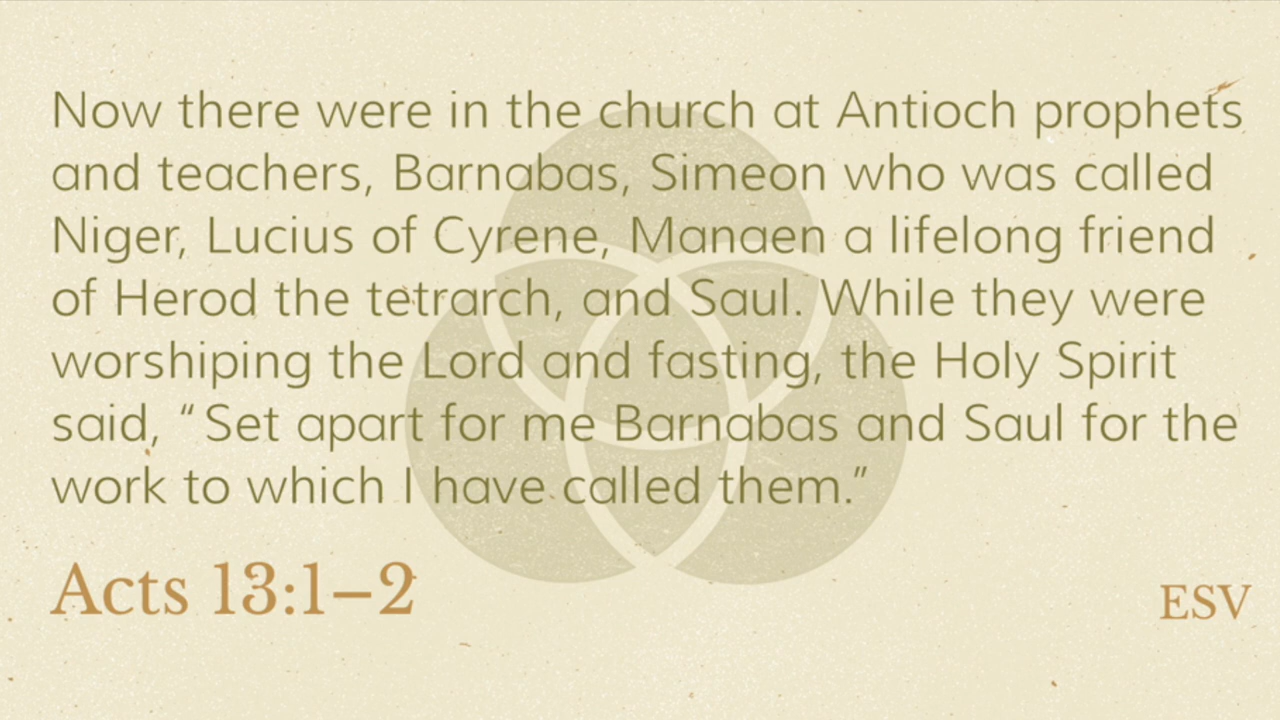 Now there were in the church at Antioch prophets
and teachers, Barnabas, Simeon who was called
Niger, Lucius of Cyrene, Manaen a lifelong friend
of Herod the tetrarch, and Saul. While they were
worshiping the Lord and fasting, the Holy Spirit
said, “Set apart for me Barnabas and Saul for the
work to which I have called them.”
Acts 13:1–2
ESV